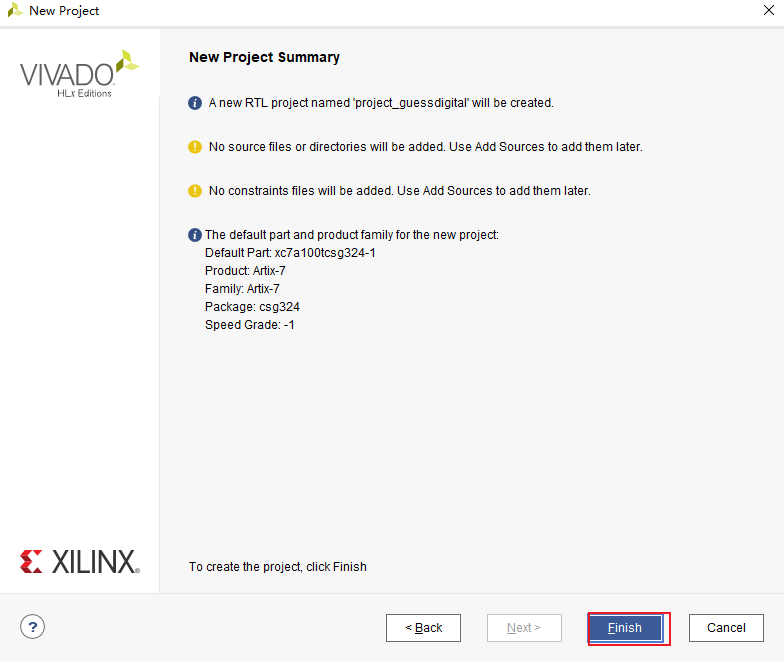 New Project
VIVADO.
HLx Editions
New Project Summary
A new RTL project named 'project_guessdigital' will be created.
No source files or directories will be added. Use Add Sources to add them later.
No constraints files will be added. Use Add Sources to add them later.
The default part and product family for the new project:
Default Part: xc7a100tcsg324-1
Product: Artix-7
Family: Artix-7
Package: csg324
Speed Grade: -1
XILINX®
To create the project, click Finish
?
< Back
Next >
Finish
Cancel